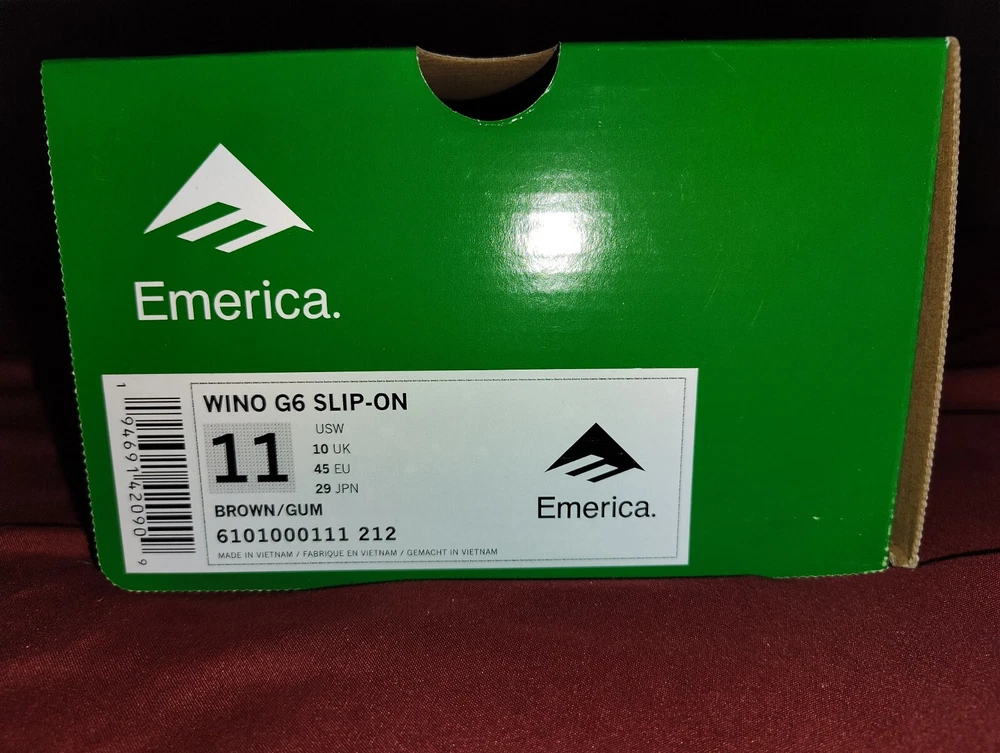 Emerica.
WINO G6 SLIP-ON
11
USW
10 UK
45 EU
29 JPN
BROWN/GUM
6101000111 212
MADE IN VIETNAM / FABRIQUE EN VIETNAM / GEMACHT IN VIETNAM
Emerica.
1 94691 42090 9